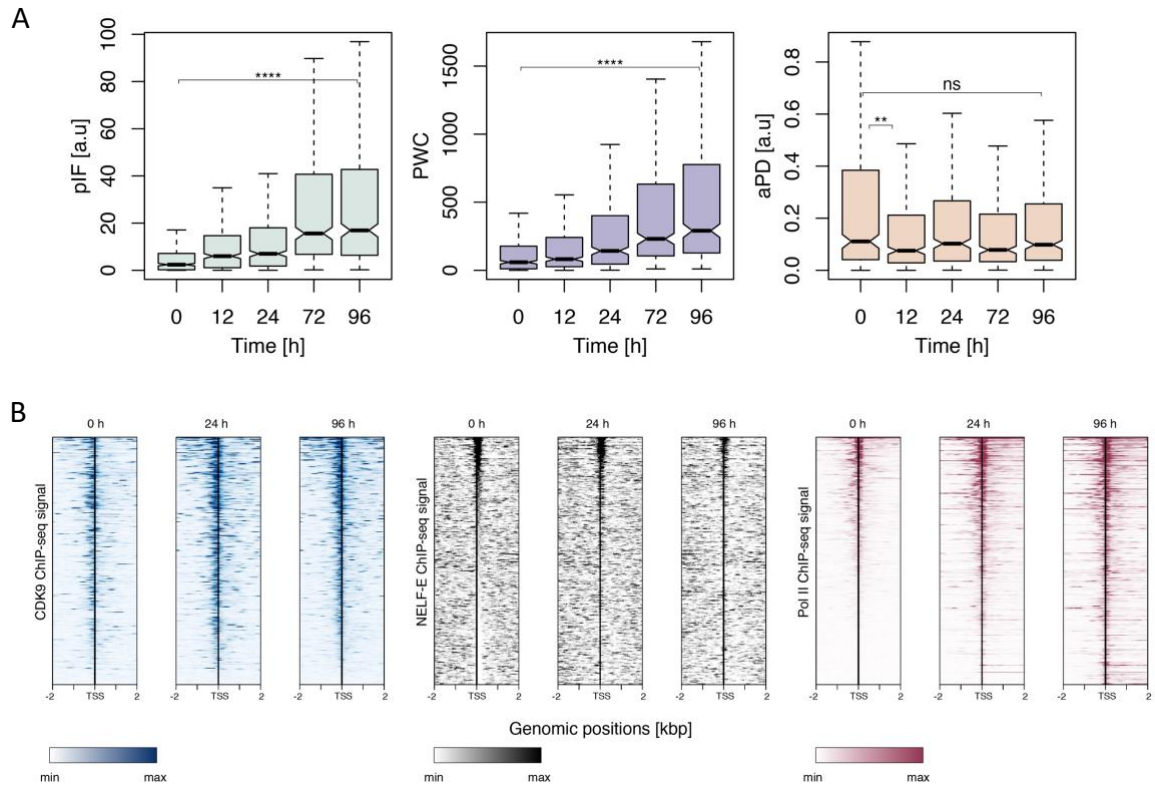 A
pIF [a.u]
100
80
60
40
20
0
****
0 12 24 72 96
Time [h]
PWC
1500
1000
500
0
****
0 12 24 72 96
Time [h]
aPD [a.u]
0.8
0.6
0.4
0.2
0.0
ns
**
0 12 24 72 96
Time [h]
B
CDK9 ChIP-seq signal
0 h 24 h 96 h
-2 TSS 2 -2 TSS 2 -2 TSS 2
NELF-E ChIP-seq signal
0 h 24 h 96 h
-2 TSS 2 -2 TSS 2 -2 TSS 2
Pol II ChIP-seq signal
0 h 24 h 96 h
-2 TSS 2 -2 TSS 2 -2 TSS 2
Genomic positions [kbp]
min max
min max
min max